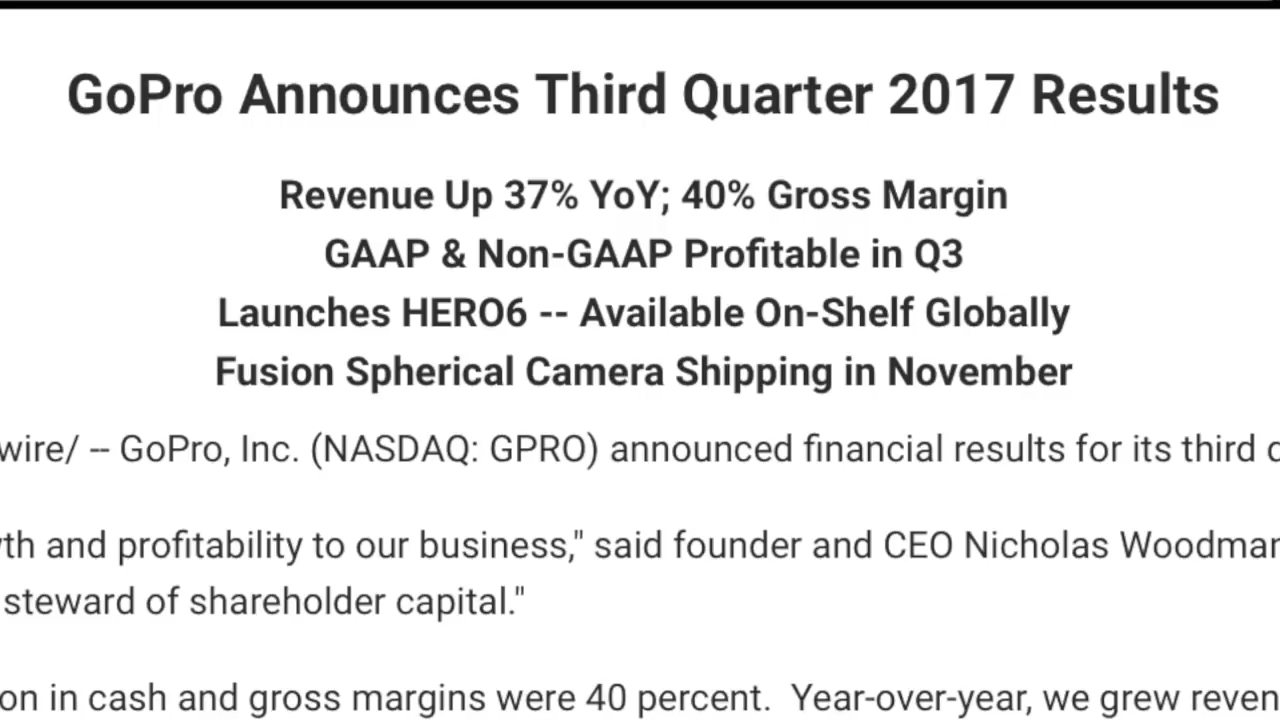 GoPro Announces Third Quarter 2017 Results
Revenue Up 37% YoY; 40% Gross Margin
GAAP & Non-GAAP Profitable in Q3
Launches HERO6 -- Available On-Shelf Globally
Fusion Spherical Camera Shipping in November
wire/ -- GoPro, Inc. (NASDAQ: GPRO) announced financial results for its third
and profitability to our business," said founder and CEO Nicholas Woodman
steward of shareholder capital."
on in cash and gross margins were 40 percent.  Year-over-year, we grew